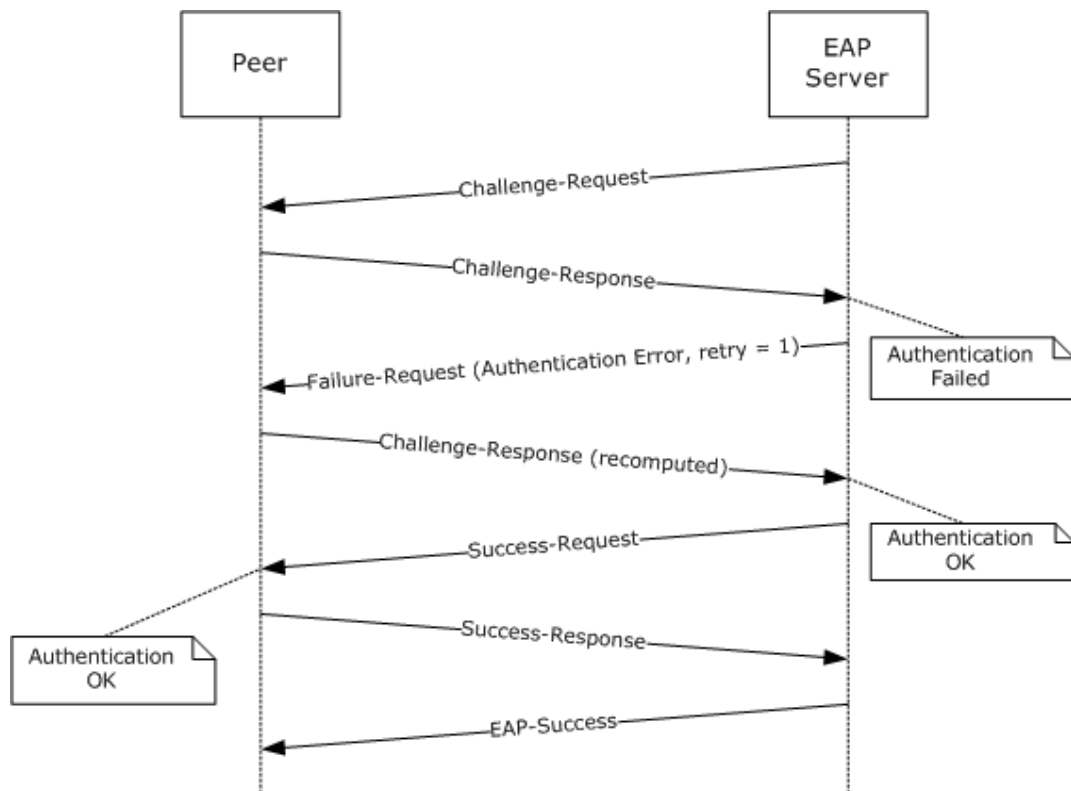 Peer
EAP
Server
Challenge-Request
Challenge-Response
Failure-Request (Authentication Error, retry = 1)
Authentication
Failed
Challenge-Response (recomputed)
Success-Request
Authentication
OK
Success-Response
Authentication
OK
EAP-Success